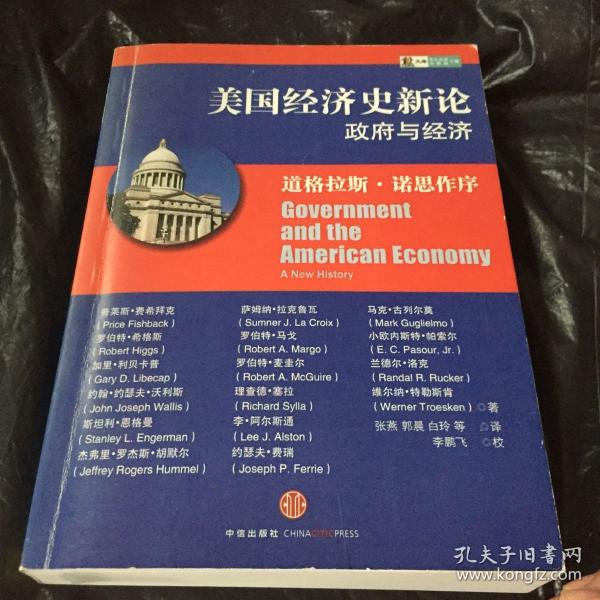 美国经济史新论
政府与经济
道格拉斯·诺思作序
Government
and the
American Economy
A New History
普莱斯·费希拜克
(Price Fishback)
罗伯特·希格斯
(Robert Higgs)
加里·利贝卡普
(Gary D. Libecap)
约翰·约瑟夫·沃利斯
(John Joseph Wallis)
斯坦利·恩格曼
(Stanley L. Engerman)
杰弗里·罗杰斯·胡默尔
(Jeffrey Rogers Hummel)
萨姆纳·拉克鲁瓦
(Sumner J. La Croix)
罗伯特·马戈
(Robert A. Margo)
罗伯特·麦圭尔
(Robert A. McGuire)
理查德·塞拉
(Richard Sylla)
李·阿尔斯通
(Lee J. Alston)
约瑟夫·费瑞
(Joseph P. Ferrie)
马克·古列尔莫
(Mark Guglielmo)
小欧内斯特·帕索尔
(E. C. Pasour, Jr.)
兰德尔·洛克
(Randal R. Rucker)
维尔纳·特勒斯肯
(Werner Troesken) ◎著
张燕 郭晨 白玲 等 ◎译
李鹏飞 ◎校
中信出版社 CHINACITICPRESS
孔夫子旧书网
www.kongfz.com